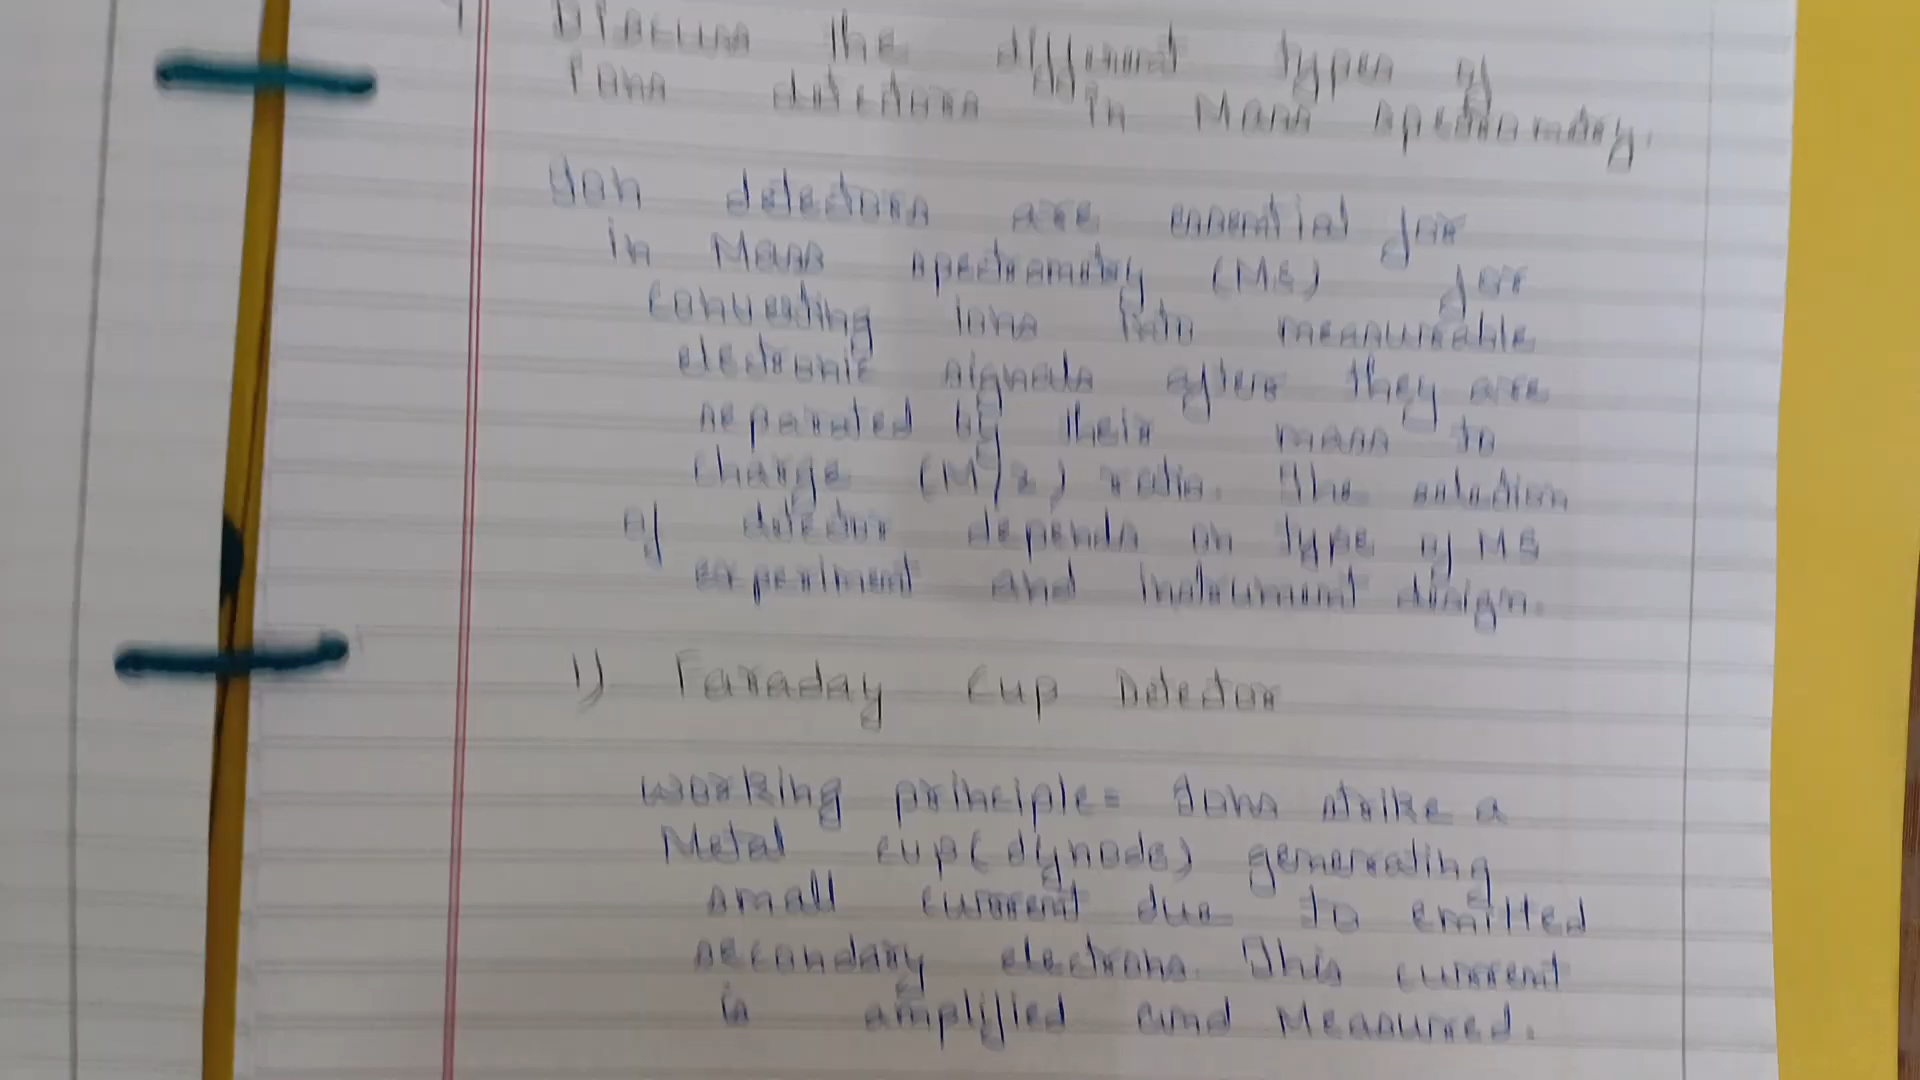 Discuss the different types of
Ions detectors in Mass spectrometry.
Ion detectors are essential for
in Mass spectrometry (MS) for
converting ions into measureable
electronic signals after they are
separated by their mass to
charge (M/z) ratio. The selection
of detector depends on type of MS
experiment and instrument design.
1) Faraday Cup Detector
Working principle= Ions strike a
Metal cup(dynode) generating
small current due to emitted
secondary electrons. This current
is amplified and Measured.